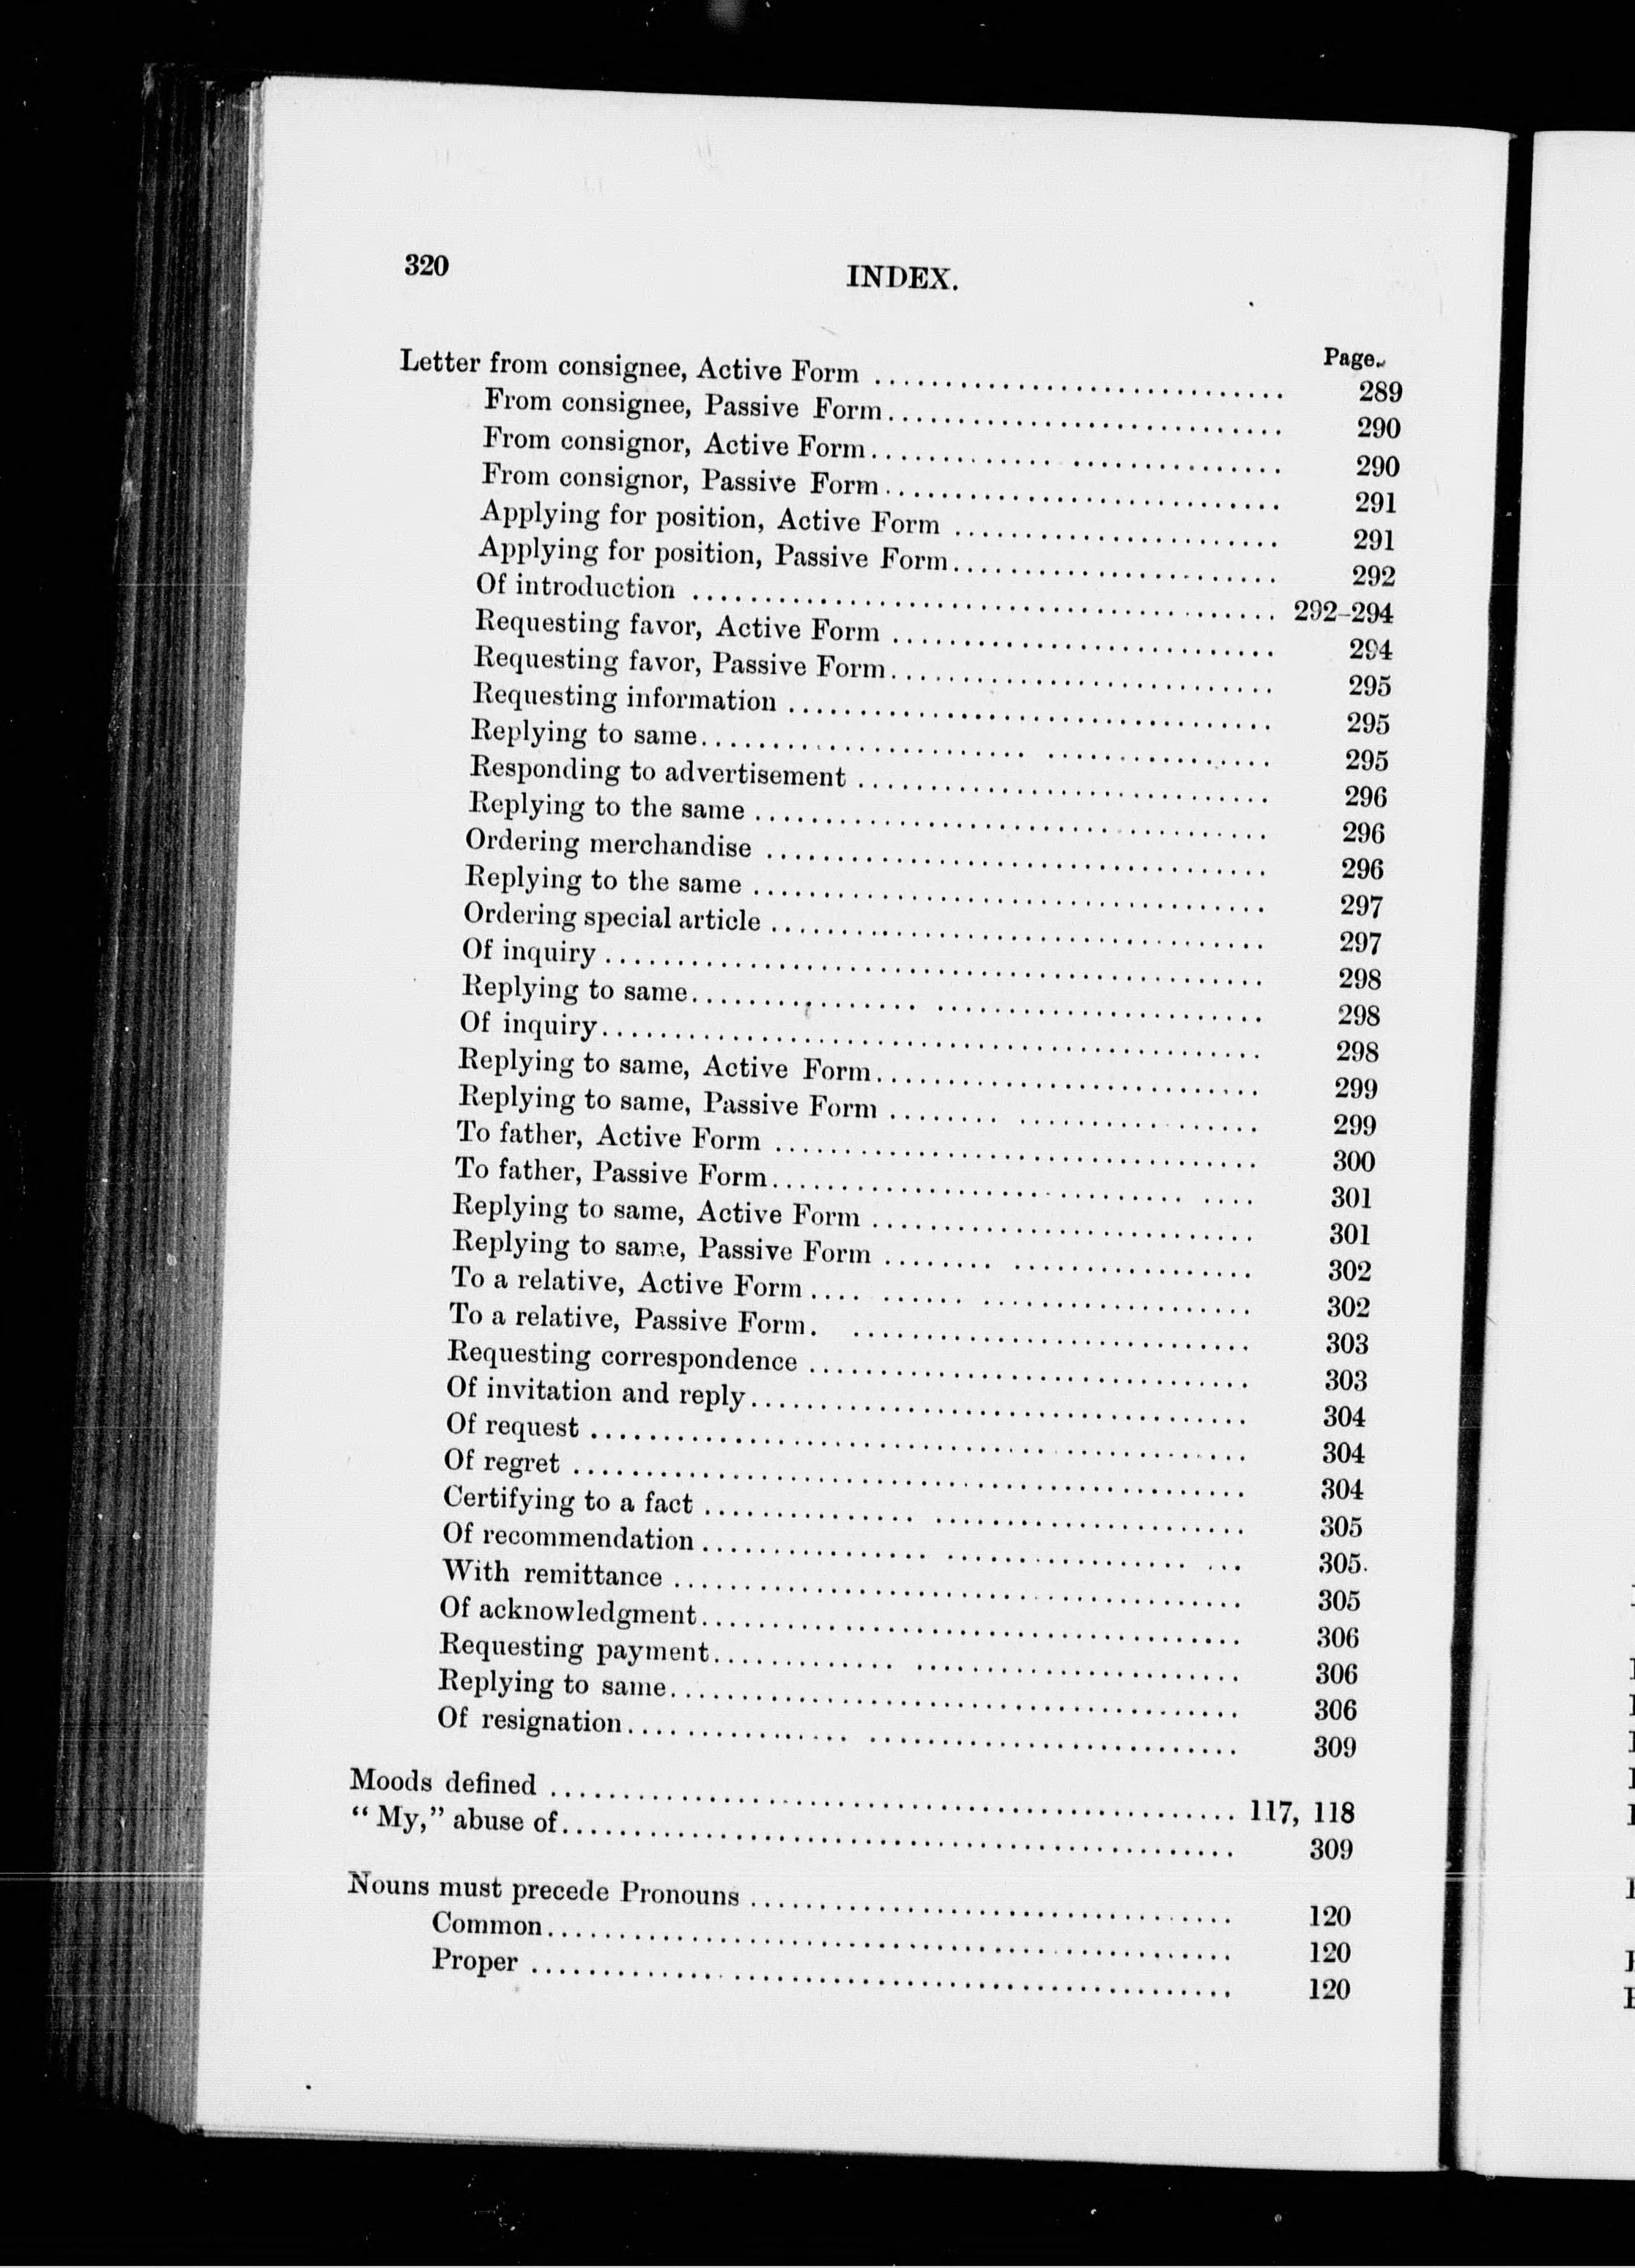 320
INDEX.
Page.
Letter from consignee, Active Form ............................. 289
From consignee, Passive Form............................ 290
From consignor, Active Form............................. 290
From consignor, Passive Form............................ 291
Applying for position, Active Form ....................... 291
Applying for position, Passive Form....................... 292
Of introduction ......................................... 292–294
Requesting favor, Active Form ........................... 294
Requesting favor, Passive Form........................... 295
Requesting information .................................. 295
Replying to same........................................ 295
Responding to advertisement ............................. 296
Replying to the same .................................... 296
Ordering merchandise ................................... 296
Replying to the same .................................... 297
Ordering special article ................................... 297
Of inquiry .............................................. 298
Replying to same........................................ 298
Of inquiry............................................... 298
Replying to same, Active Form........................... 299
Replying to same, Passive Form .......................... 299
To father, Active Form .................................. 300
To father, Passive Form.................................. 301
Replying to same, Active Form ........................... 301
Replying to same, Passive Form .......................... 302
To a relative, Active Form............................... 302
To a relative, Passive Form. ............................ 303
Requesting correspondence ............................... 303
Of invitation and reply................................... 304
Of request .............................................. 304
Of regret ............................................... 304
Certifying to a fact ...................................... 305
Of recommendation ..................................... 305
With remittance ........................................ 305
Of acknowledgment...................................... 306
Requesting payment..................................... 306
Replying to same........................................ 306
Of resignation........................................... 309
Moods defined ................................................ 117, 118
“ My,” abuse of............................................... 309
Nouns must precede Pronouns ................................. 120
Common................................................ 120
Proper ................................................. 120